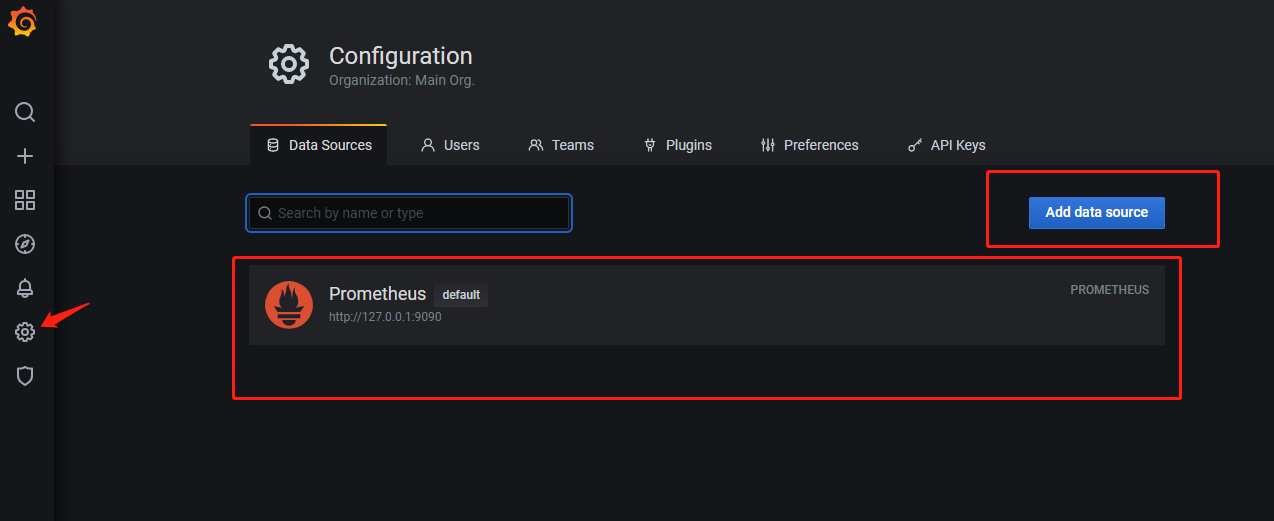 Configuration
Organization: Main Org.
Data Sources Users Teams Plugins Preferences API Keys
Search by name or type
Add data source
Prometheus default
PROMETHEUS
http://127.0.0.1:9090